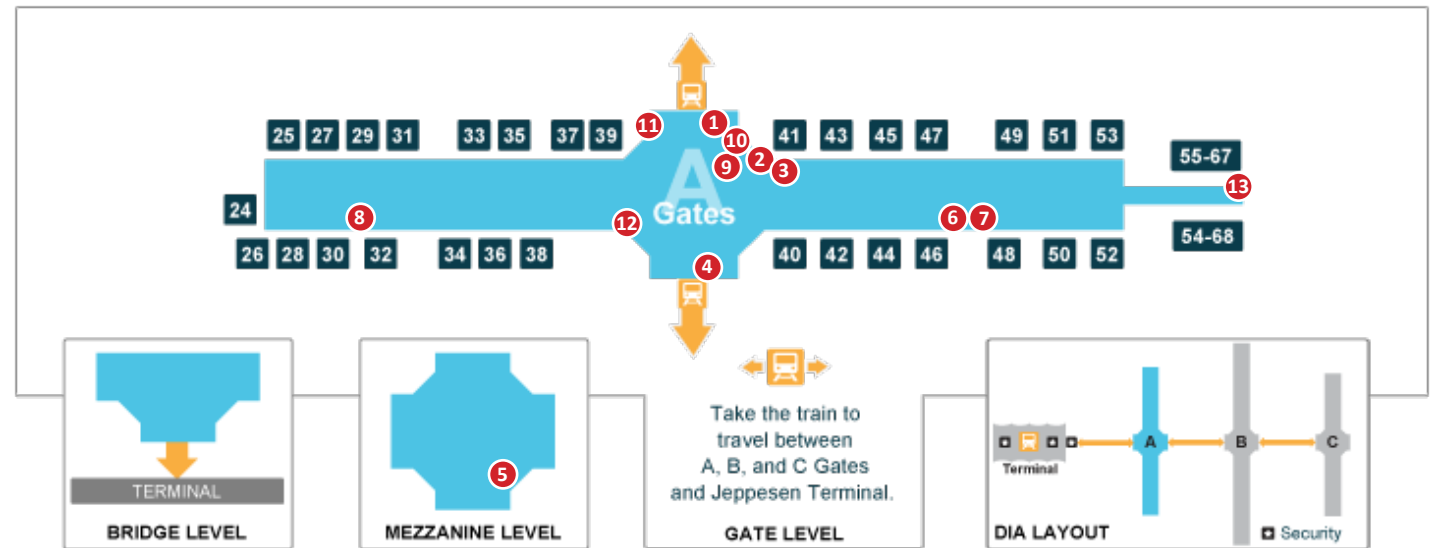 11
1
10
25 27 29 31 33 35 37 39
41 43 45 47 49 51 53
9
2
3
55-67
13
A
Gates
24
8
12
6
7
26 28 30 32 34 36 38
40 42 44 46 48 50 52
54-68
4
TERMINAL
BRIDGE LEVEL
5
MEZZANINE LEVEL
Take the train to
travel between
A, B, and C Gates
and Jeppesen Terminal.
GATE LEVEL
A
B
C
Terminal
DIA LAYOUT
Security